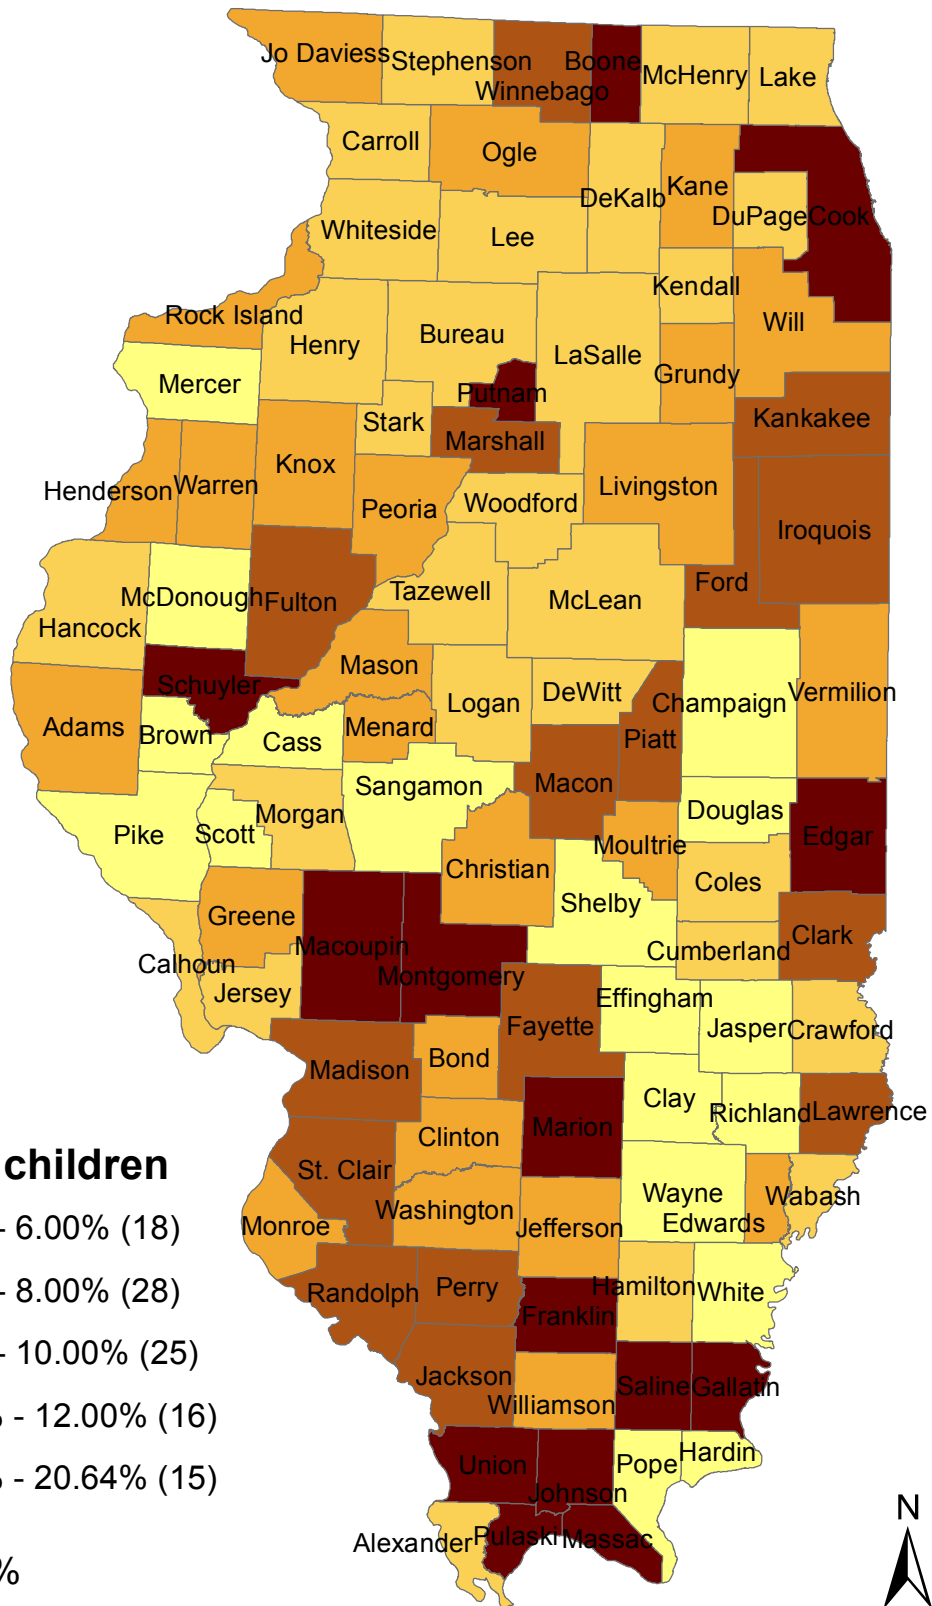 Jo Daviess
Stephenson
Winnebago
Boone
McHenry
Lake
Carroll
Ogle
DeKalb
Kane
DuPage
Cook
Whiteside
Lee
Kendall
Rock Island
Henry
Bureau
LaSalle
Will
Mercer
Putnam
Grundy
Stark
Marshall
Kankakee
Henderson
Warren
Knox
Peoria
Woodford
Livingston
Iroquois
Ford
Hancock
McDonough
Fulton
Tazewell
McLean
Schuyler
Mason
Logan
DeWitt
Piatt
Champaign
Vermilion
Adams
Brown
Cass
Menard
Sangamon
Macon
Douglas
Pike
Scott
Morgan
Christian
Moultrie
Coles
Edgar
Shelby
Greene
Macoupin
Montgomery
Cumberland
Clark
Calhoun
Jersey
Fayette
Effingham
Jasper
Crawford
Madison
Bond
Clay
Richland
Lawrence
Clinton
Marion
St. Clair
Monroe
Washington
Jefferson
Wayne
Edwards
Wabash
Randolph
Perry
Franklin
Hamilton
White
Jackson
Williamson
Saline
Gallatin
Union
Johnson
Pope
Hardin
Alexander
Pulaski
Massac
children
- 6.00% (18)
- 8.00% (28)
- 10.00% (25)
- 12.00% (16)
- 20.64% (15)
%
N